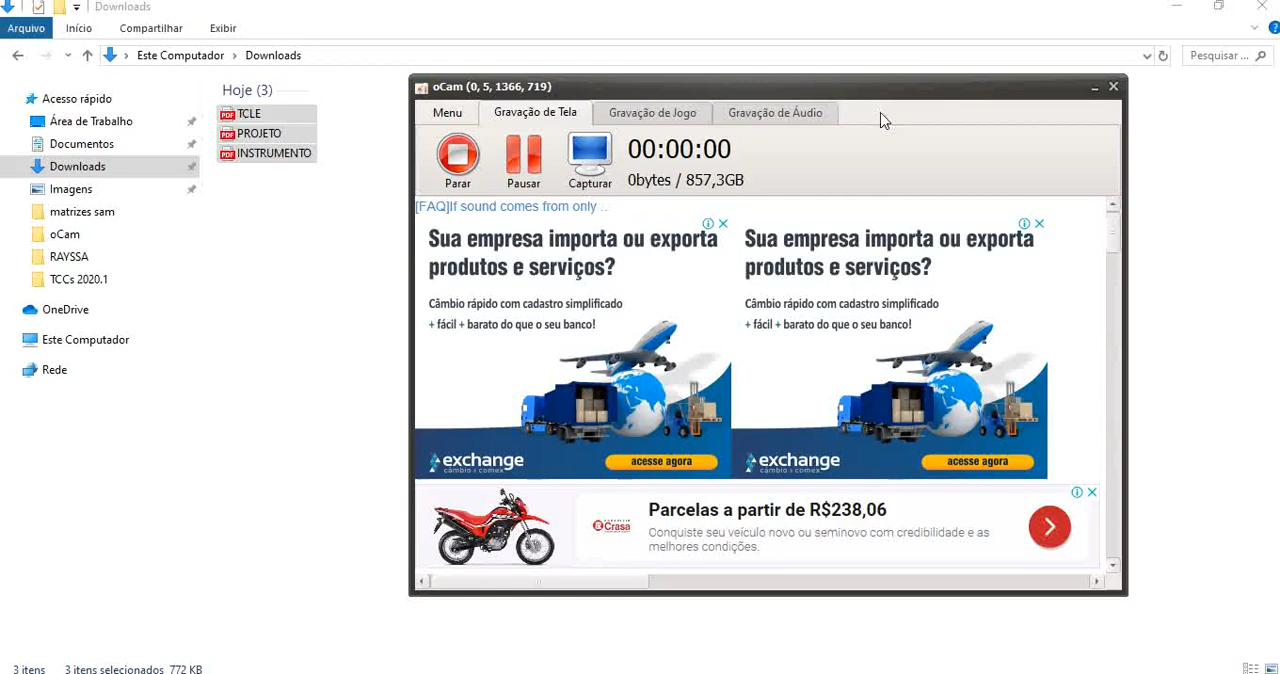 Downloads
Arquivo Início Compartilhar Exibir
Este Computador > Downloads
Pesquisar ...
Acesso rápido
Área de Trabalho
Documentos
Downloads
Imagens
matrizes sam
oCam
RAYSSA
TCCs 2020.1
OneDrive
Este Computador
Rede
Hoje (3)
TCLE
PROJETO
INSTRUMENTO
oCam (0, 5, 1366, 719)
Menu Gravação de Tela Gravação de Jogo Gravação de Áudio
Parar Pausar Capturar
00:00:00
0bytes / 857,3GB
[FAQ]If sound comes from only ..
Sua empresa importa ou exporta
produtos e serviços?
Câmbio rápido com cadastro simplificado
+ fácil + barato do que o seu banco!
exchange
câmbio e comex
acesse agora
Sua empresa importa ou exporta
produtos e serviços?
Câmbio rápido com cadastro simplificado
+ fácil + barato do que o seu banco!
exchange
câmbio e comex
acesse agora
Crasa
Parcelas a partir de R$238,06
Conquiste seu veículo novo ou seminovo com credibilidade e as
melhores condições.
3 itens 3 itens selecionados 772 KB